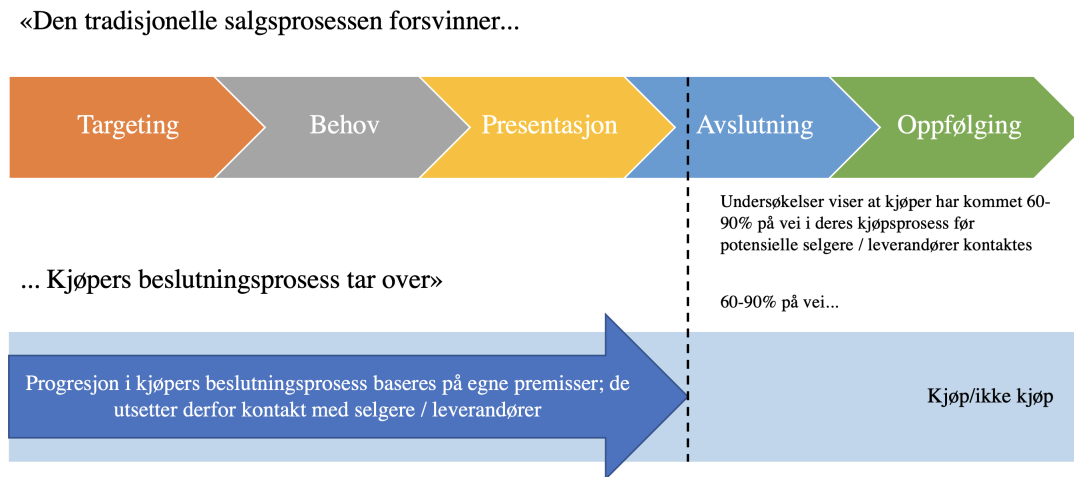 «Den tradisjonelle salgsprosessen forsvinner...
Targeting
Behov
Presentasjon
Avslutning
Oppfølging
Undersøkelser viser at kjøper har kommet 60-
90% på vei i deres kjøpsprosess før
potensielle selgere / leverandører kontaktes
... Kjøpers beslutningsprosess tar over»
60-90% på vei...
Progresjon i kjøpers beslutningsprosess baseres på egne premisser; de
utsetter derfor kontakt med selgere / leverandører
Kjøp/ikke kjøp